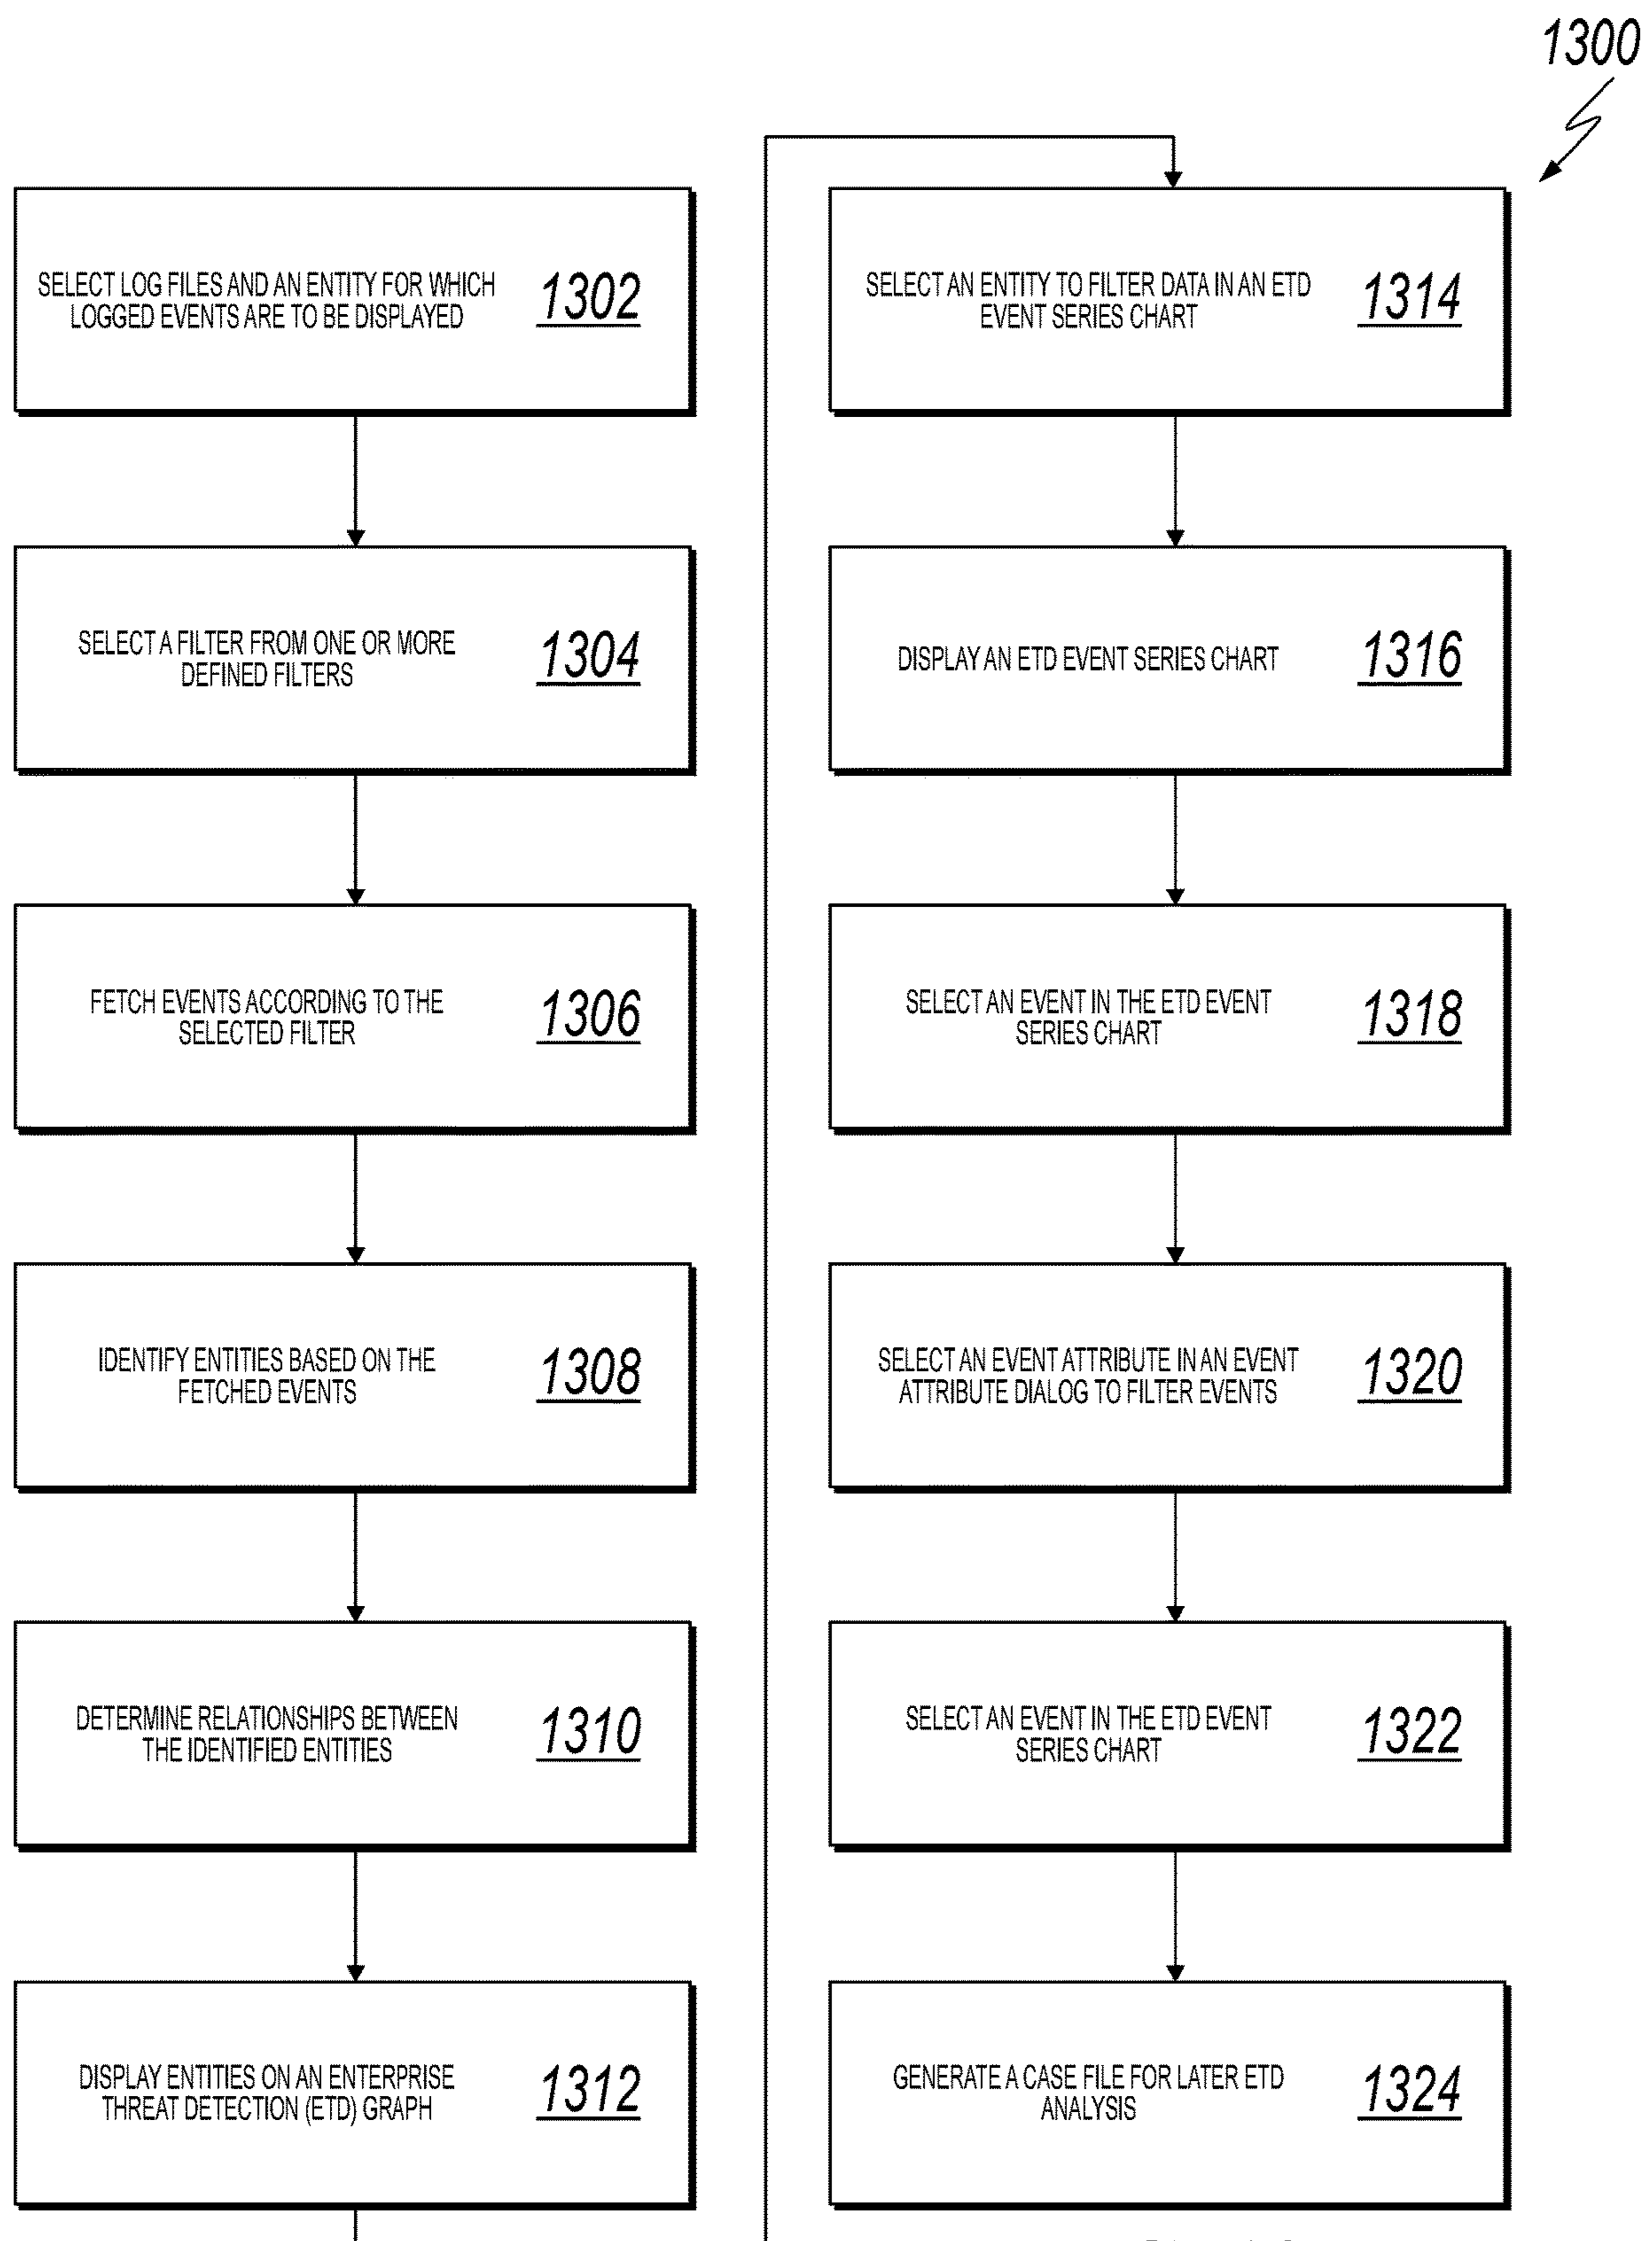 1300
SELECT LOG FILES AND AN ENTITY FOR WHICH
LOGGED EVENTS ARE TO BE DISPLAYED
1302
SELECT A FILTER FROM ONE OR MORE
DEFINED FILTERS
1304
FETCH EVENTS ACCORDING TO THE
SELECTED FILTER
1306
IDENTIFY ENTITIES BASED ON THE
FETCHED EVENTS
1308
DETERMINE RELATIONSHIPS BETWEEN
THE IDENTIFIED ENTITIES
1310
DISPLAY ENTITIES ON AN ENTERPRISE
THREAT DETECTION (ETD) GRAPH
1312
SELECT AN ENTITY TO FILTER DATA IN AN ETD
EVENT SERIES CHART
1314
DISPLAY AN ETD EVENT SERIES CHART
1316
SELECT AN EVENT IN THE ETD EVENT
SERIES CHART
1318
SELECT AN EVENT ATTRIBUTE IN AN EVENT
ATTRIBUTE DIALOG TO FILTER EVENTS
1320
SELECT AN EVENT IN THE ETD EVENT
SERIES CHART
1322
GENERATE A CASE FILE FOR LATER ETD
ANALYSIS
1324